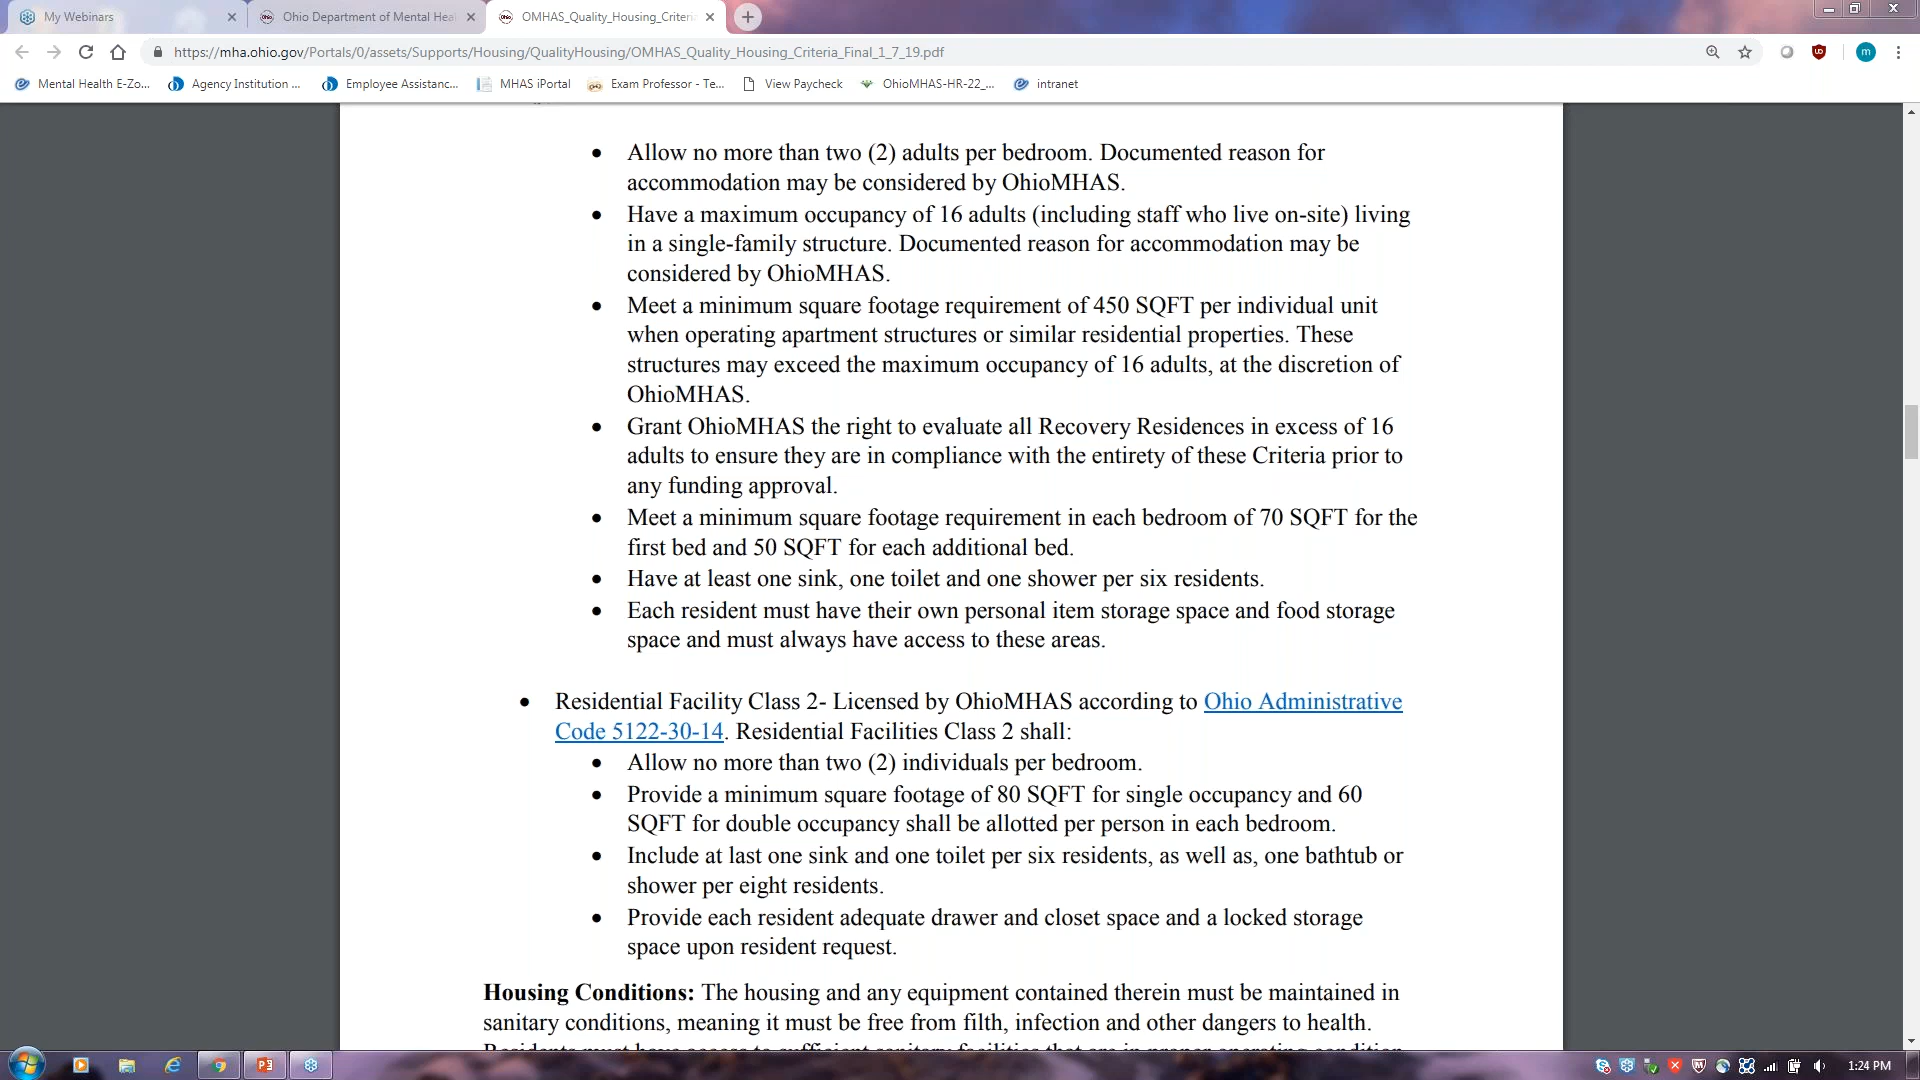 My Webinars
Ohio Department of Mental Heal
OMHAS_Quality_Housing_Criteria
https://mha.ohio.gov/Portals/0/assets/Supports/Housing/QualityHousing/OMHAS_Quality_Housing_Criteria_Final_1_7_19.pdf
m
Mental Health E-Zo... Agency Institution ... Employee Assistanc... MHAS iPortal Exam Professor - Te... View Paycheck OhioMHAS-HR-22_... intranet
• Allow no more than two (2) adults per bedroom. Documented reason for
accommodation may be considered by OhioMHAS.
• Have a maximum occupancy of 16 adults (including staff who live on-site) living
in a single-family structure. Documented reason for accommodation may be
considered by OhioMHAS.
• Meet a minimum square footage requirement of 450 SQFT per individual unit
when operating apartment structures or similar residential properties. These
structures may exceed the maximum occupancy of 16 adults, at the discretion of
OhioMHAS.
• Grant OhioMHAS the right to evaluate all Recovery Residences in excess of 16
adults to ensure they are in compliance with the entirety of these Criteria prior to
any funding approval.
• Meet a minimum square footage requirement in each bedroom of 70 SQFT for the
first bed and 50 SQFT for each additional bed.
• Have at least one sink, one toilet and one shower per six residents.
• Each resident must have their own personal item storage space and food storage
space and must always have access to these areas.
• Residential Facility Class 2- Licensed by OhioMHAS according to Ohio Administrative
Code 5122-30-14. Residential Facilities Class 2 shall:
• Allow no more than two (2) individuals per bedroom.
• Provide a minimum square footage of 80 SQFT for single occupancy and 60
SQFT for double occupancy shall be allotted per person in each bedroom.
• Include at last one sink and one toilet per six residents, as well as, one bathtub or
shower per eight residents.
• Provide each resident adequate drawer and closet space and a locked storage
space upon resident request.
Housing Conditions: The housing and any equipment contained therein must be maintained in
sanitary conditions, meaning it must be free from filth, infection and other dangers to health.
Residents must have access to sufficient sanitary facilities that are in proper operating condition
1:24 PM